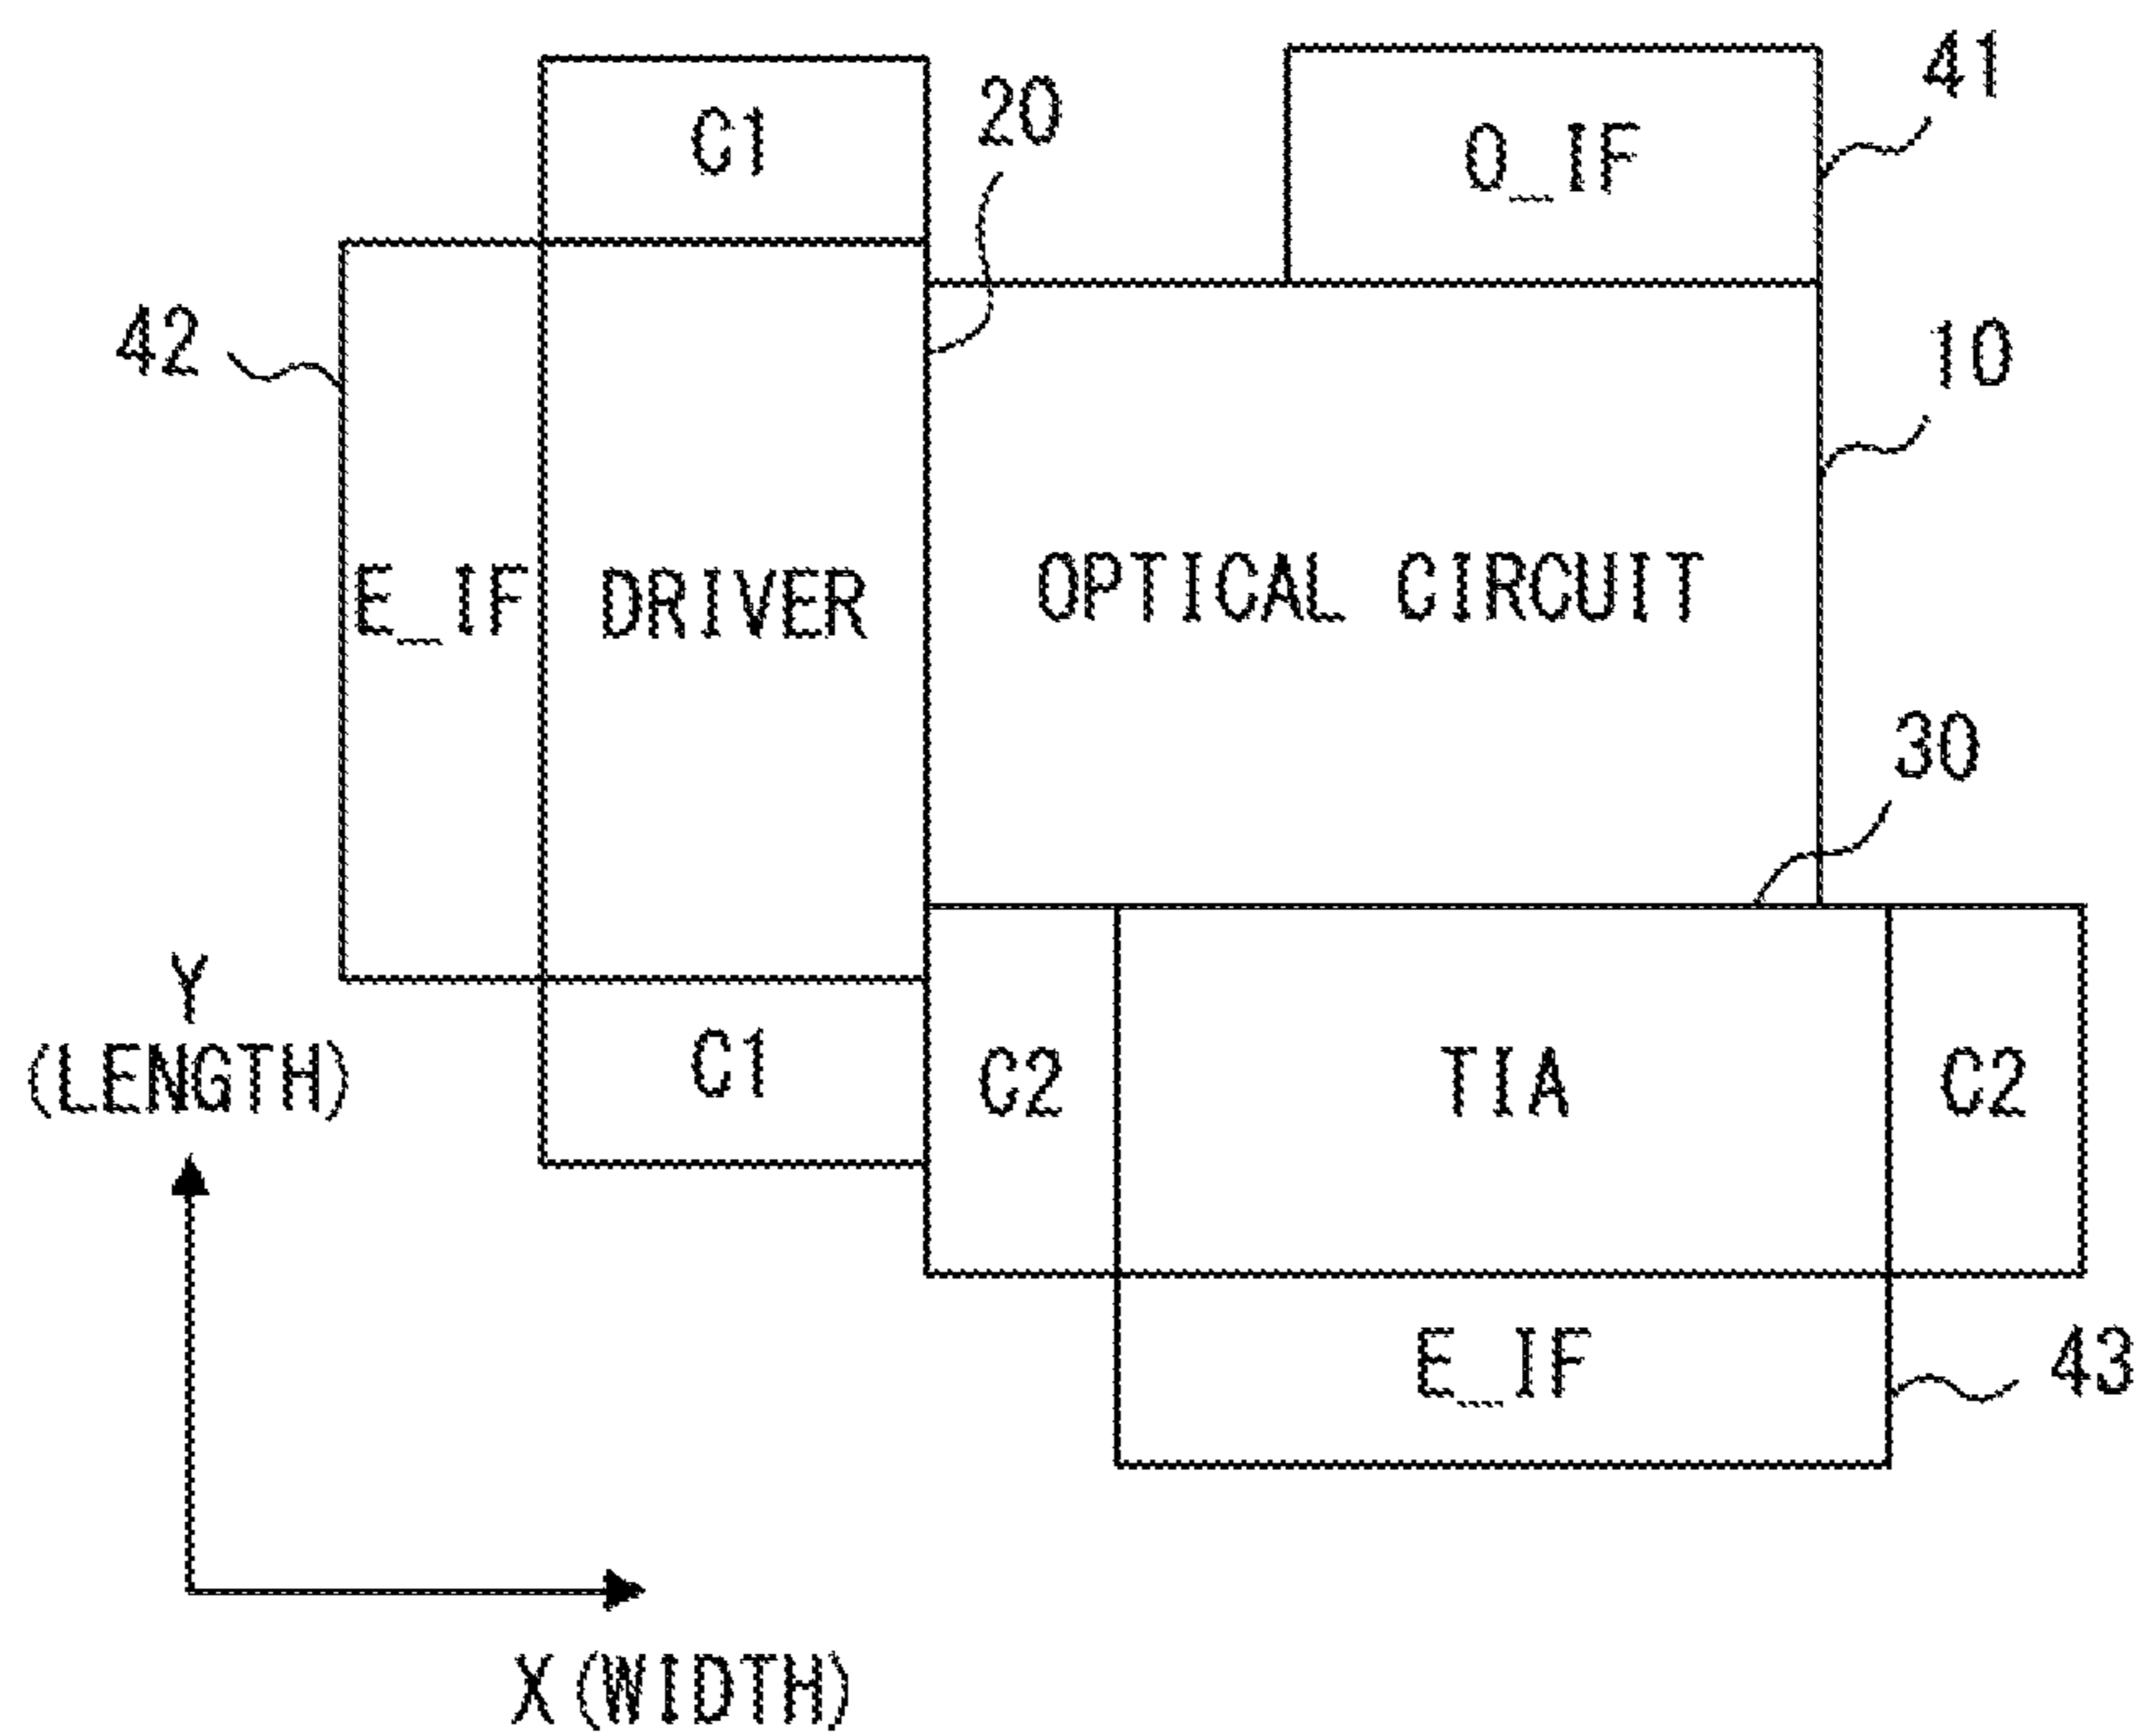 41
C1
20
O_IF
42
10
E_IF
DRIVER
OPTICAL CIRCUIT
30
Y
(LENGTH)
C1
C2
TIA
C2
E_IF
43
X(WIDTH)